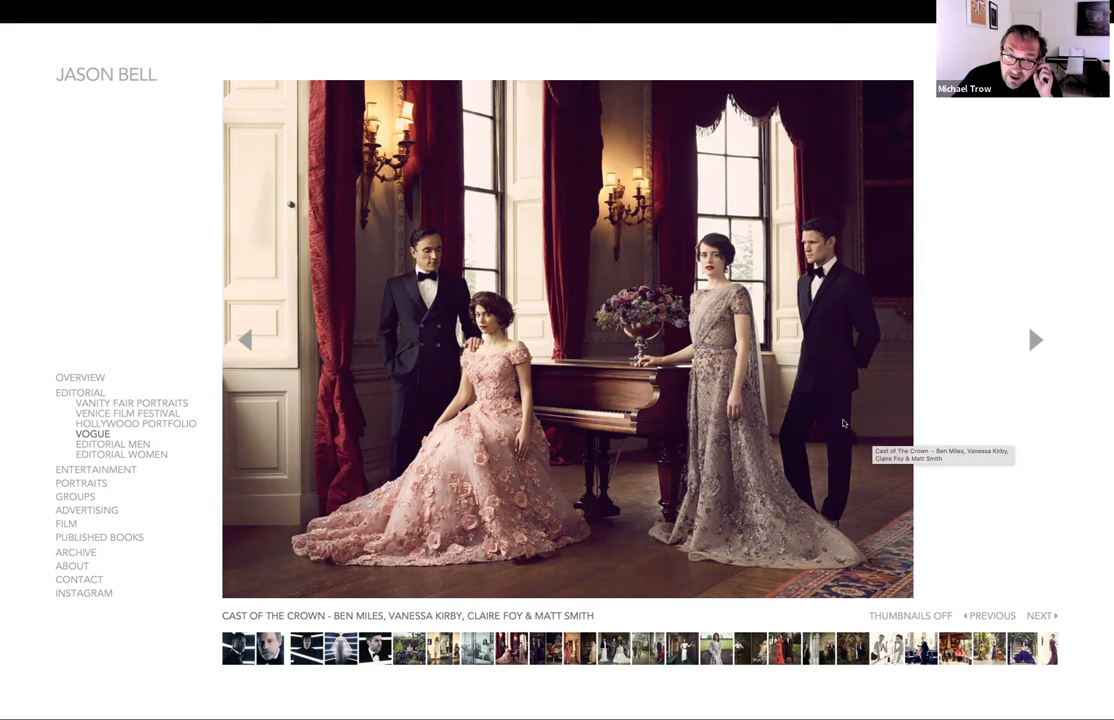 Michael Trow
JASON BELL
OVERVIEW
EDITORIAL
VANITY FAIR PORTRAITS
VENICE FILM FESTIVAL
HOLLYWOOD PORTFOLIO
VOGUE
EDITORIAL MEN
EDITORIAL WOMEN
ENTERTAINMENT
PORTRAITS
GROUPS
ADVERTISING
FILM
PUBLISHED BOOKS
ARCHIVE
ABOUT
CONTACT
INSTAGRAM
Cast of The Crown - Ben Miles, Vanessa Kirby,
Claire Foy & Matt Smith
CAST OF THE CROWN - BEN MILES, VANESSA KIRBY, CLAIRE FOY & MATT SMITH
THUMBNAILS OFF PREVIOUS NEXT